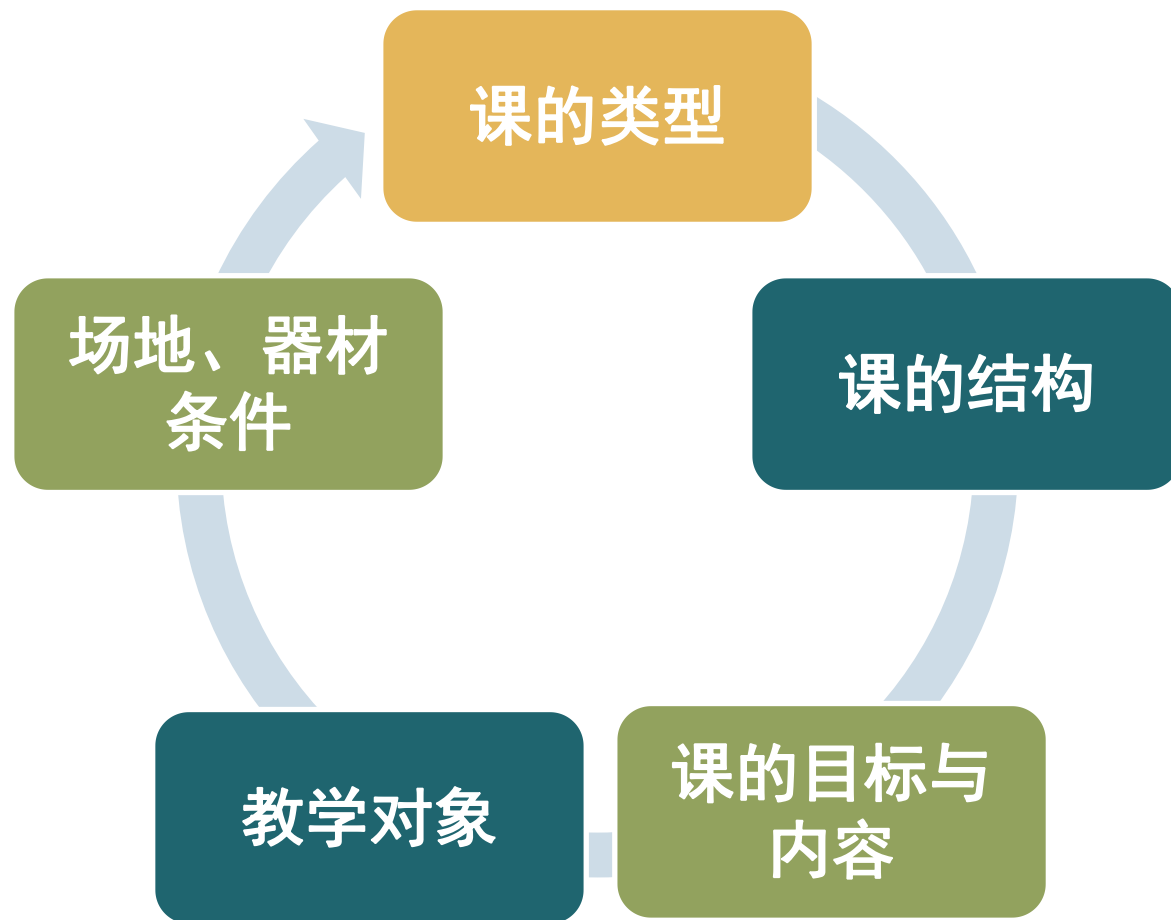 课的类型
课的结构
课的目标与
内容
教学对象
场地、器材
条件